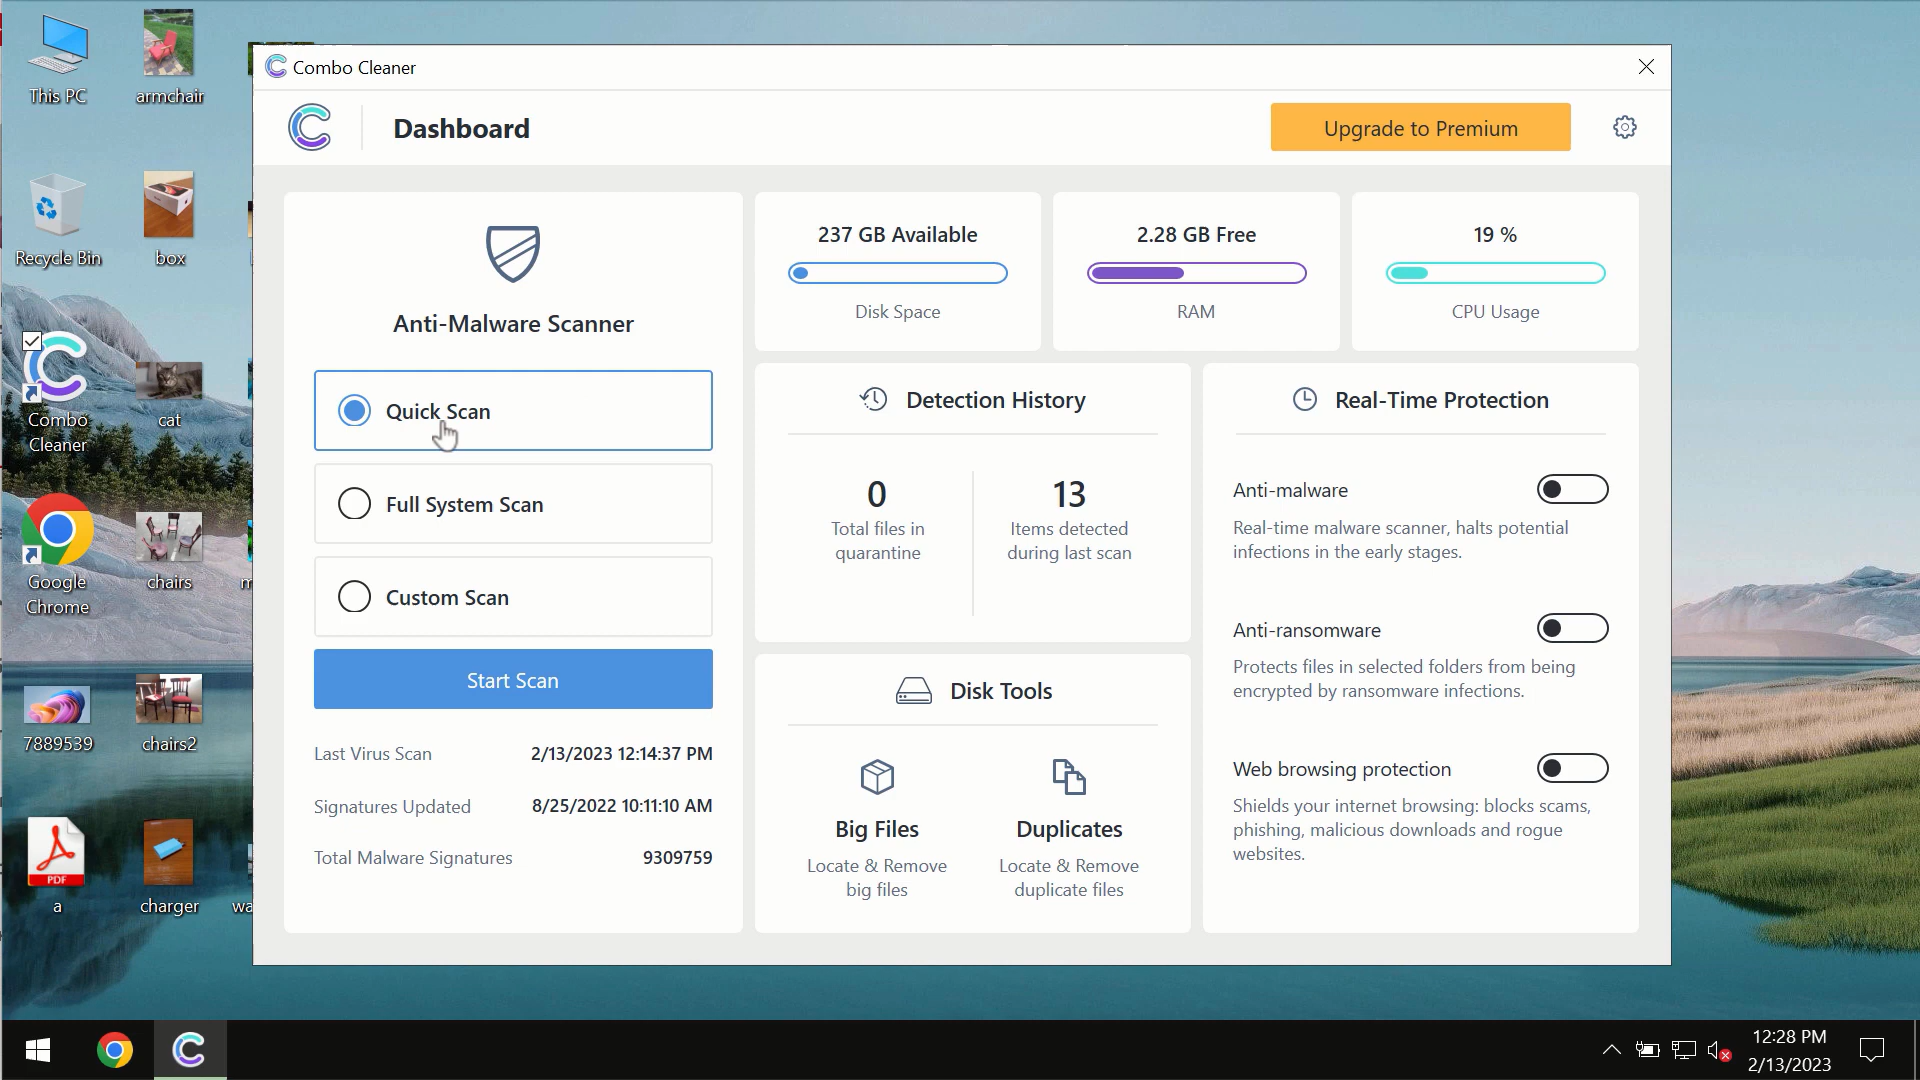 This PC
armchair
Recycle Bin
box
Combo
Cleaner
cat
Google
Chrome
chairs
7889539
chairs2
PDF
a
charger
wa
Combo Cleaner
Dashboard
Upgrade to Premium
Anti-Malware Scanner
Quick Scan
Full System Scan
Custom Scan
Start Scan
Last Virus Scan 2/13/2023 12:14:37 PM
Signatures Updated 8/25/2022 10:11:10 AM
Total Malware Signatures 9309759
237 GB Available
Disk Space
2.28 GB Free
RAM
19 %
CPU Usage
Detection History
0
Total files in
quarantine
13
Items detected
during last scan
Disk Tools
Big Files
Locate & Remove
big files
Duplicates
Locate & Remove
duplicate files
Real-Time Protection
Anti-malware
Real-time malware scanner, halts potential
infections in the early stages.
Anti-ransomware
Protects files in selected folders from being
encrypted by ransomware infections.
Web browsing protection
Shields your internet browsing: blocks scams,
phishing, malicious downloads and rogue
websites.
12:28 PM
2/13/2023